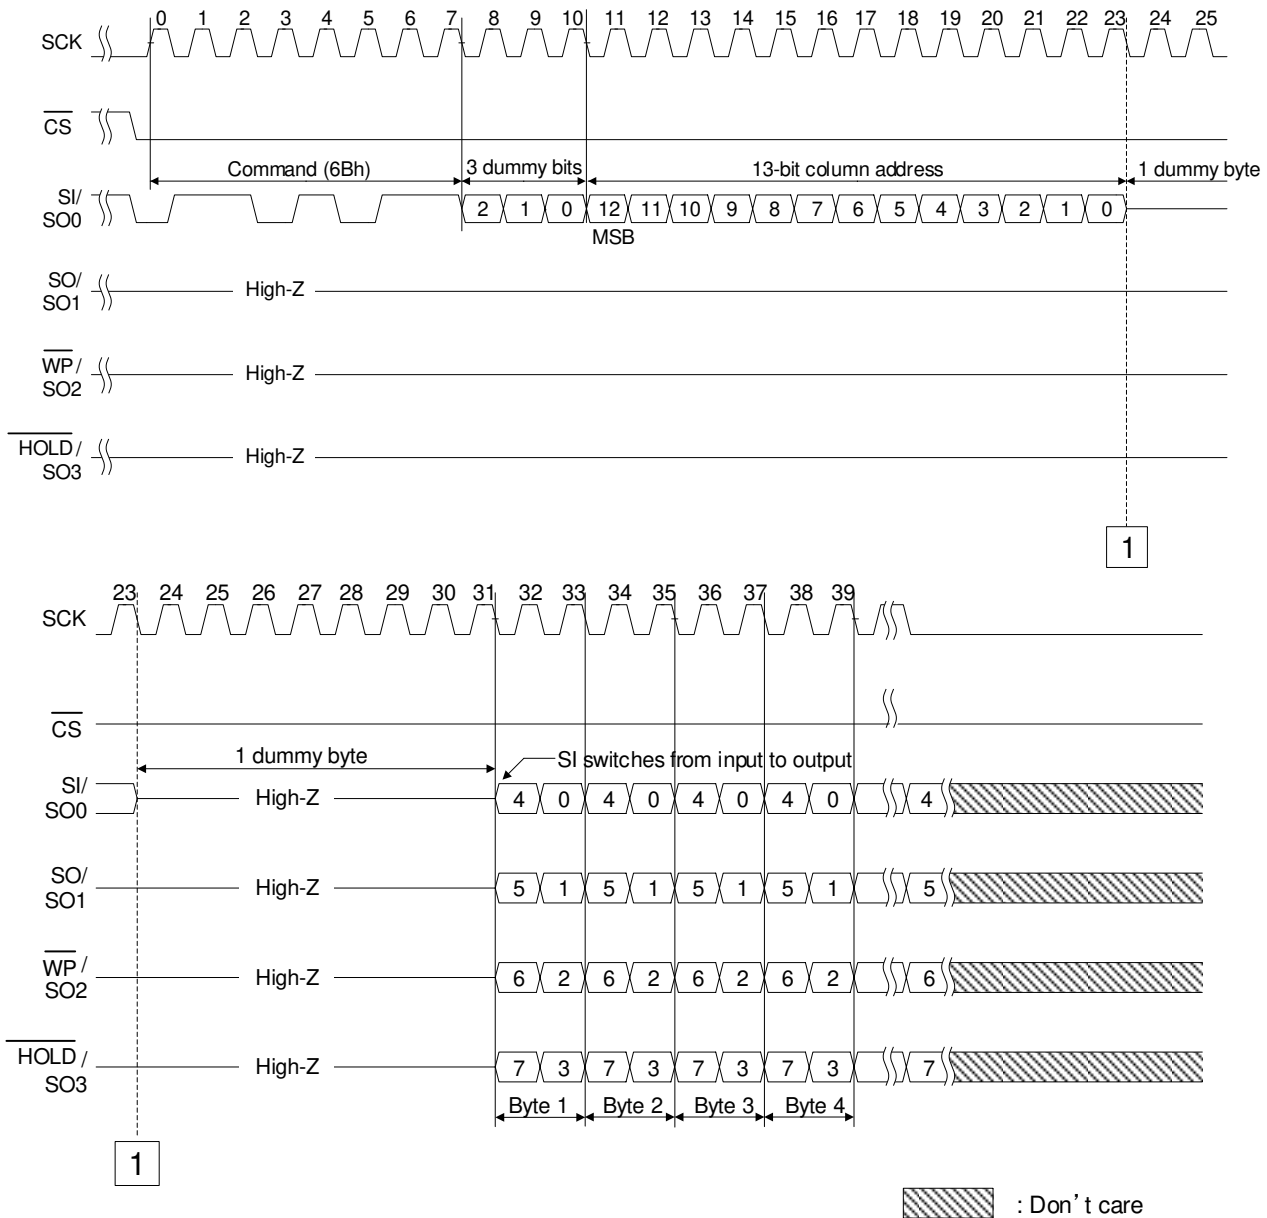 0 1 2 3 4 5 6 7 8 9 10 11 12 13 14 15 16 17 18 19 20 21 22 23 24 25
SCK
CS
Command (6Bh) 3 dummy bits 13-bit column address 1 dummy byte
SI/
SO0
2 1 0 12 11 10 9 8 7 6 5 4 3 2 1 0
MSB
SO/
SO1
High-Z
WP/
SO2
High-Z
HOLD/
SO3
High-Z
1
23 24 25 26 27 28 29 30 31 32 33 34 35 36 37 38 39
SCK
CS
1 dummy byte
SI switches from input to output
SI/
SO0
High-Z 4 0 4 0 4 0 4 0 4
SO/
SO1
High-Z 5 1 5 1 5 1 5 1 5
WP/
SO2
High-Z 6 2 6 2 6 2 6 2 6
HOLD/
SO3
High-Z 7 3 7 3 7 3 7 3 7
Byte 1 Byte 2 Byte 3 Byte 4
1
: Don't care